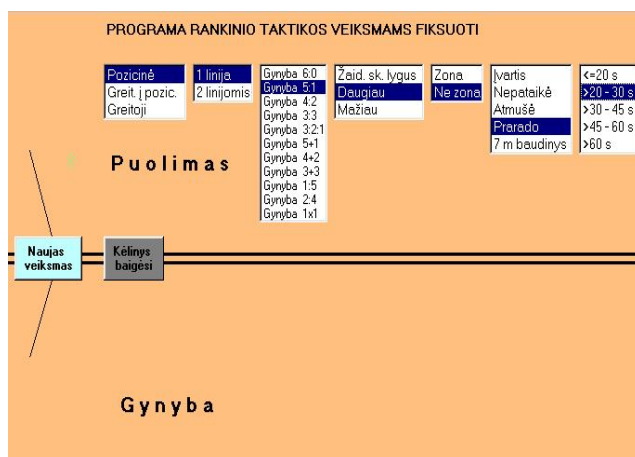 PROGRAMA RANKINIO TAKTIKOS VEIKSMAMS FIKSUOTI
Pozicinė
Greit. į pozic.
Greitoji
1 linija
2 linijomis
Gynyba 6:0
Gynyba 5:1
Gynyba 4:2
Gynyba 3:3
Gynyba 3:2:1
Gynyba 5+1
Gynyba 4+2
Gynyba 3+3
Gynyba 1:5
Gynyba 2:4
Gynyba 1x1
Žaid. sk. lygus
Daugiau
Mažiau
Zona
Ne zona
Įvartis
Nepataikė
Atmušė
Prarado
7 m baudinys
<=20 s
>20 - 30 s
>30 - 45 s
>45 - 60 s
>60 s
Puolimas
Naujas
veiksmas
Kėlinys
baigėsi
Gynyba